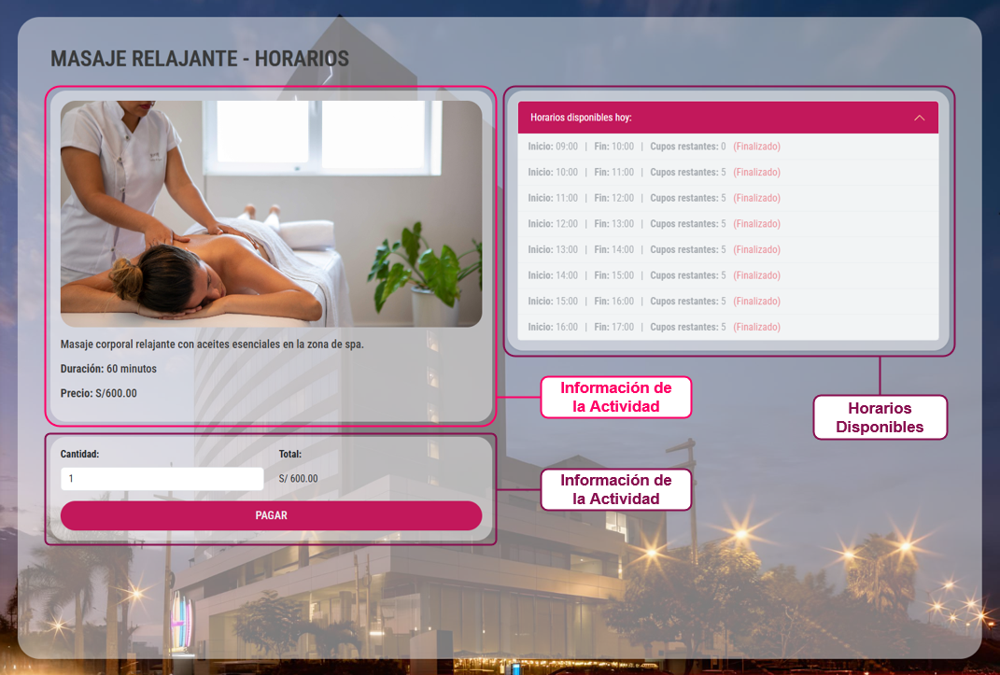 MASAJE RELAJANTE - HORARIOS
Masaje corporal relajante con aceites esenciales en la zona de spa.
Duración: 60 minutos
Precio: S/600.00
Cantidad:
Total:
1
S/ 600.00
PAGAR
Horarios disponibles hoy:
Inicio: 09:00 | Fin: 10:00 | Cupos restantes: 0 (Finalizado)
Inicio: 10:00 | Fin: 11:00 | Cupos restantes: 5 (Finalizado)
Inicio: 11:00 | Fin: 12:00 | Cupos restantes: 5 (Finalizado)
Inicio: 12:00 | Fin: 13:00 | Cupos restantes: 5 (Finalizado)
Inicio: 13:00 | Fin: 14:00 | Cupos restantes: 5 (Finalizado)
Inicio: 14:00 | Fin: 15:00 | Cupos restantes: 5 (Finalizado)
Inicio: 15:00 | Fin: 16:00 | Cupos restantes: 5 (Finalizado)
Inicio: 16:00 | Fin: 17:00 | Cupos restantes: 5 (Finalizado)
Información de
la Actividad
Horarios
Disponibles
Información de
la Actividad